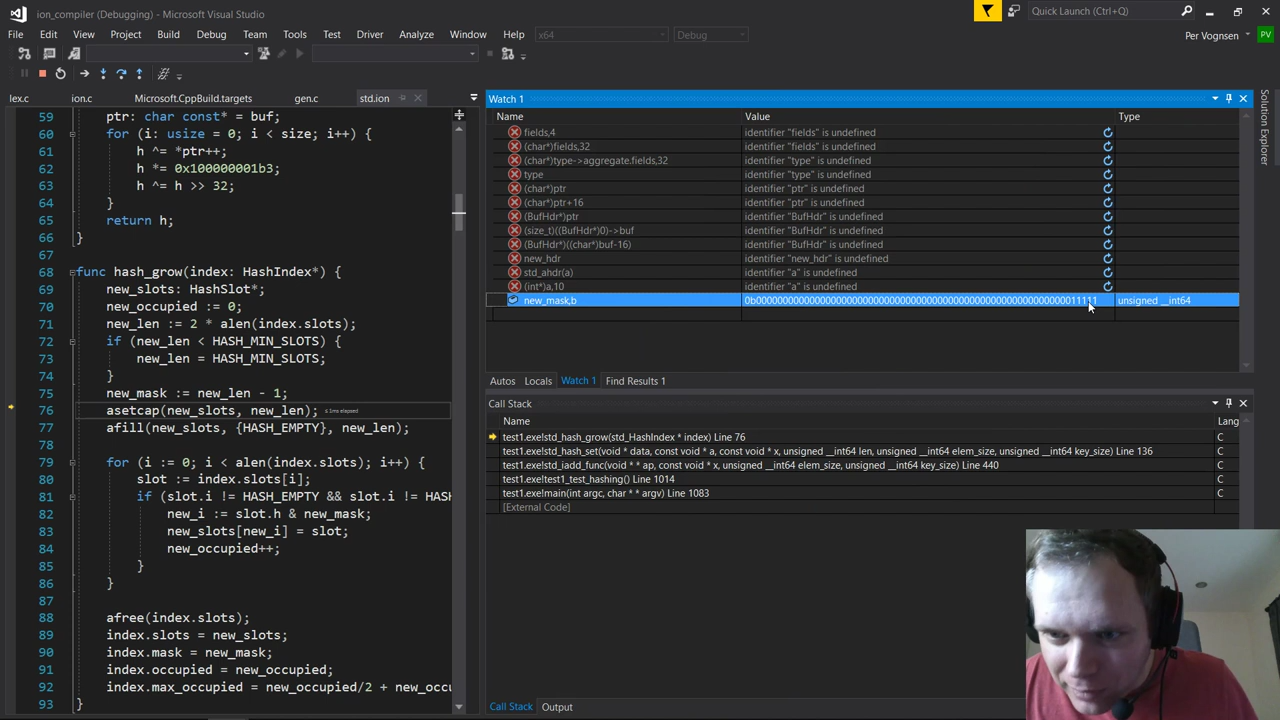 ion_compiler (Debugging) - Microsoft Visual Studio
Quick Launch (Ctrl+Q)
File Edit View Project Build Debug Team Tools Test Driver Analyze Window Help
x64 Debug
Per Vognsen PV
lex.c ion.c Microsoft.CppBuild.targets gen.c std.ion
59 ptr: char const* = buf;
60 for (i: usize = 0; i < size; i++) {
61 h ^= *ptr++;
62 h *= 0x100000001b3;
63 h ^= h >> 32;
64 }
65 return h;
66 }
67
68 func hash_grow(index: HashIndex*) {
69 new_slots: HashSlot*;
70 new_occupied := 0;
71 new_len := 2 * alen(index.slots);
72 if (new_len < HASH_MIN_SLOTS) {
73 new_len = HASH_MIN_SLOTS;
74 }
75 new_mask := new_len - 1;
76 asetcap(new_slots, new_len); ≤ 1ms elapsed
77 afill(new_slots, {HASH_EMPTY}, new_len);
78
79 for (i := 0; i < alen(index.slots); i++) {
80 slot := index.slots[i];
81 if (slot.i != HASH_EMPTY && slot.i != HAS
82 new_i := slot.h & new_mask;
83 new_slots[new_i] = slot;
84 new_occupied++;
85 }
86 }
87
88 afree(index.slots);
89 index.slots = new_slots;
90 index.mask = new_mask;
91 index.occupied = new_occupied;
92 index.max_occupied = new_occupied/2 + new_occu
93 }
Watch 1
Name Value Type
fields,4 identifier "fields" is undefined
(char*)fields,32 identifier "fields" is undefined
(char*)type->aggregate.fields,32 identifier "type" is undefined
type identifier "type" is undefined
(char*)ptr identifier "ptr" is undefined
(char*)ptr+16 identifier "ptr" is undefined
(BufHdr*)ptr identifier "BufHdr" is undefined
(size_t)((BufHdr*)0)->buf identifier "BufHdr" is undefined
(BufHdr*)((char*)buf-16) identifier "BufHdr" is undefined
new_hdr identifier "new_hdr" is undefined
std_ahdr(a) identifier "a" is undefined
(int*)a,10 identifier "a" is undefined
new_mask,b 0b0000000000000000000000000000000000000000000000000000000000011111 unsigned __int64
Autos Locals Watch 1 Find Results 1
Call Stack
Name Lang
test1.exe!std_hash_grow(std_HashIndex * index) Line 76 C
test1.exe!std_hash_set(void * data, const void * a, const void * x, unsigned __int64 len, unsigned __int64 elem_size, unsigned __int64 key_size) Line 136 C
test1.exe!std_iadd_func(void * * ap, const void * x, unsigned __int64 elem_size, unsigned __int64 key_size) Line 440 C
test1.exe!test1_test_hashing() Line 1014 C
test1.exe!main(int argc, char * * argv) Line 1083 C
[External Code]
Call Stack Output
Solution Explorer